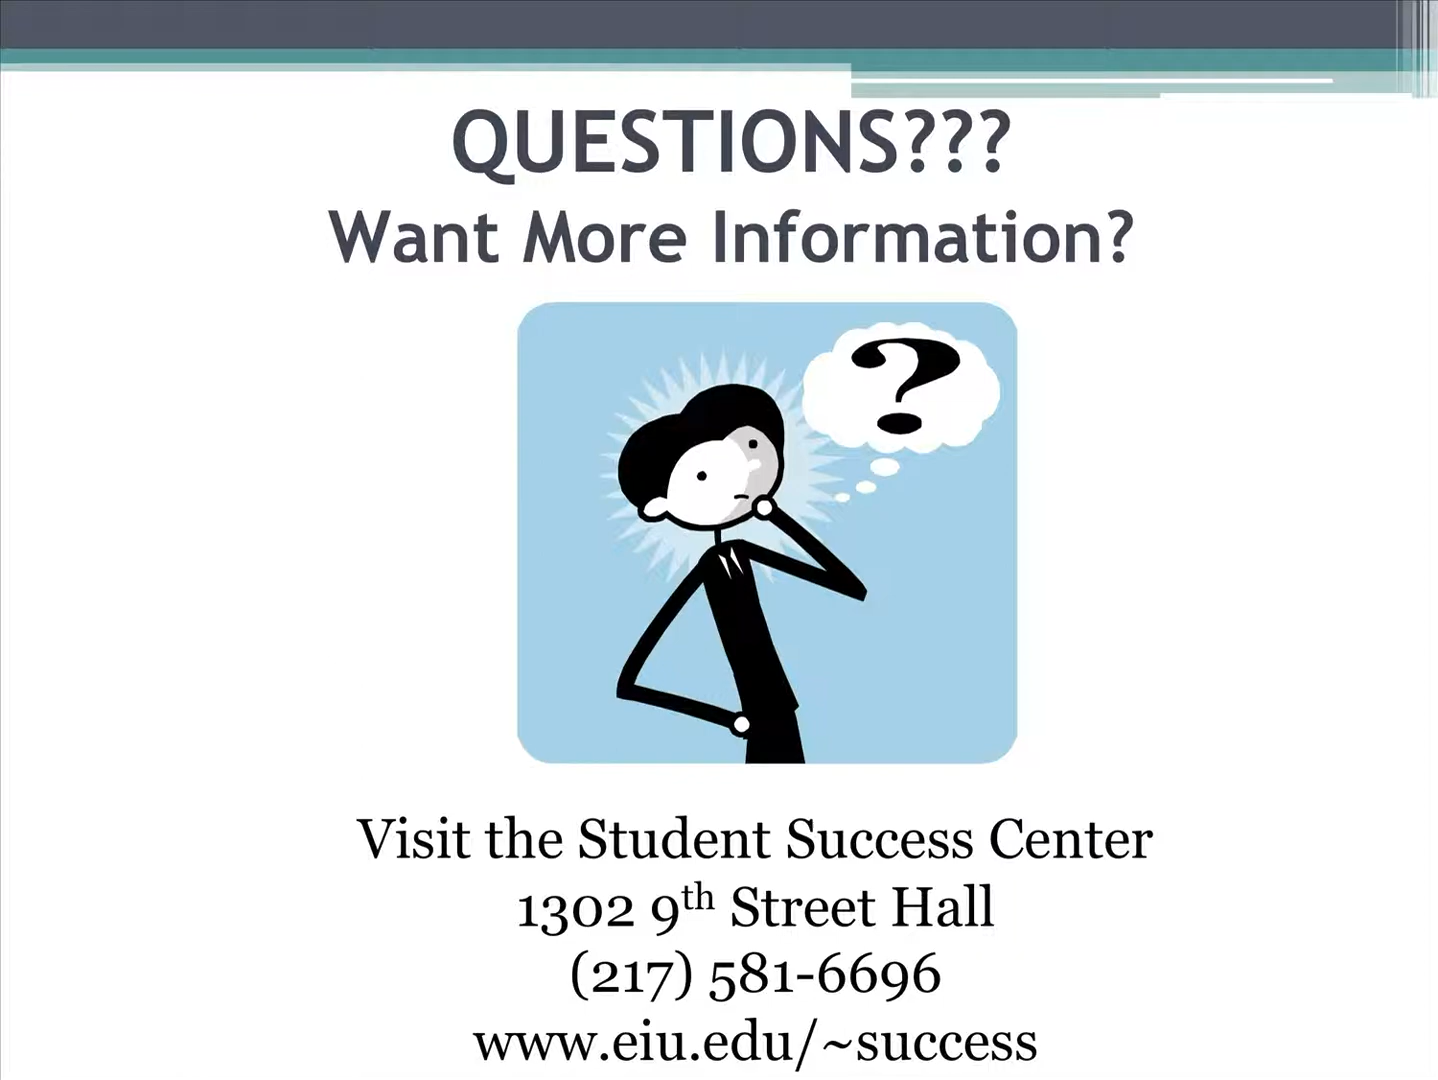 QUESTIONS???
Want More Information?
?
Visit the Student Success Center
1302 9th Street Hall
(217) 581-6696
www.eiu.edu/~success